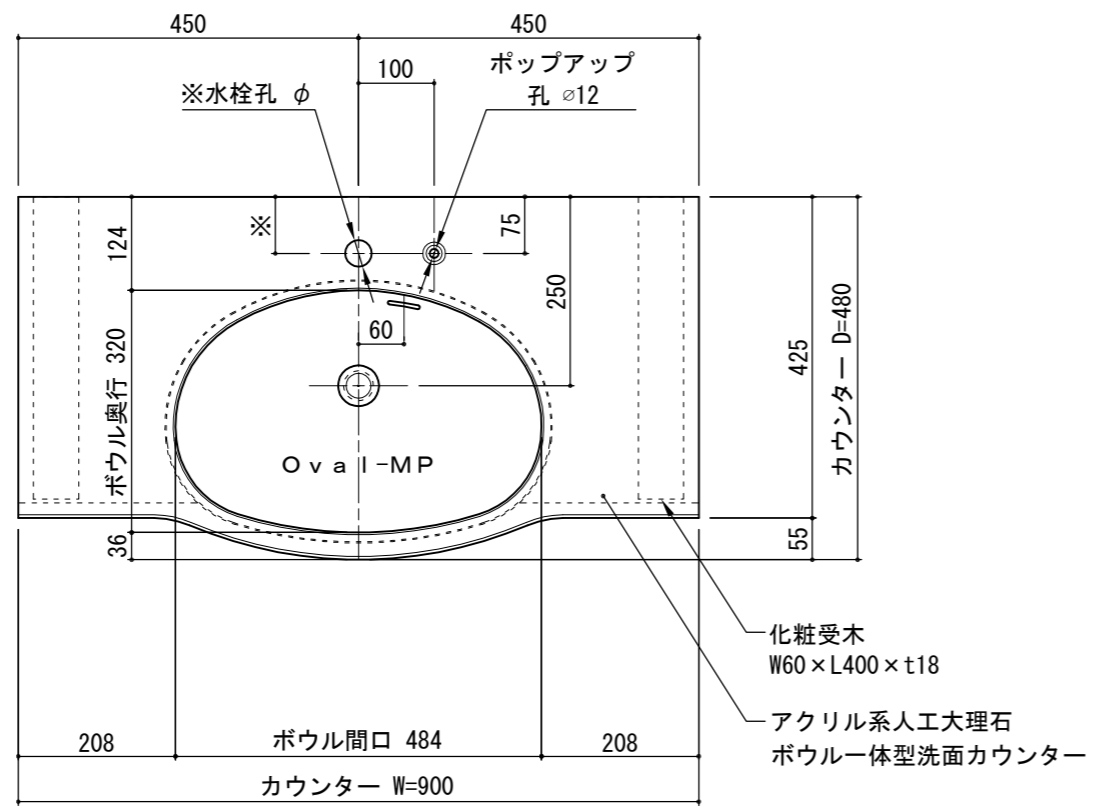 450
450
100
ポップアップ
孔 ⌀12
※水栓孔 φ
※
75
124
250
60
ボウル奥行 320
425
カウンター D=480
Oval-MP
36
55
化粧受木
W60×L400×t18
アクリル系人工大理石
ボウル一体型洗面カウンター
208
ボウル間口 484
208
カウンター W=900